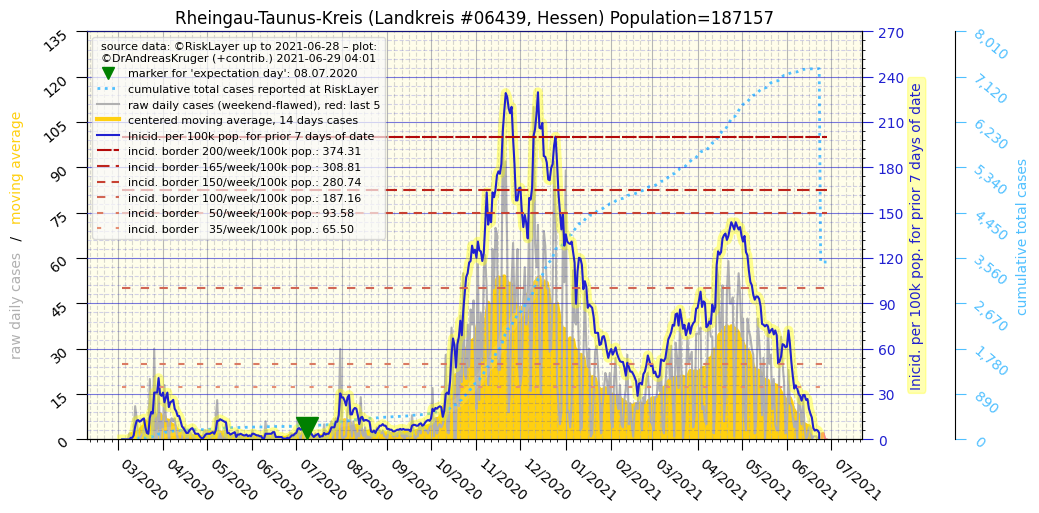 Rheingau-Taunus-Kreis (Landkreis #06439, Hessen) Population=187157
source data: ©RiskLayer up to 2021-06-28 – plot:
©DrAndreasKruger (+contrib.) 2021-06-29 04:01
marker for 'expectation day': 08.07.2020
cumulative total cases reported at RiskLayer
raw daily cases (weekend-flawed), red: last 5
centered moving average, 14 days cases
Inicid. per 100k pop. for prior 7 days of date
incid. border 200/week/100k pop.: 374.31
incid. border 165/week/100k pop.: 308.81
incid. border 150/week/100k pop.: 280.74
incid. border 100/week/100k pop.: 187.16
incid. border   50/week/100k pop.: 93.58
incid. border   35/week/100k pop.: 65.50
raw daily cases / moving average
135
120
105
90
75
60
45
30
15
0
270
240
210
180
150
120
90
60
30
0
Inicid. per 100k pop. for prior 7 days of date
8,010
7,120
6,230
5,340
4,450
3,560
2,670
1,780
890
0
cumulative total cases
03/2020
04/2020
05/2020
06/2020
07/2020
08/2020
09/2020
10/2020
11/2020
12/2020
01/2021
02/2021
03/2021
04/2021
05/2021
06/2021
07/2021